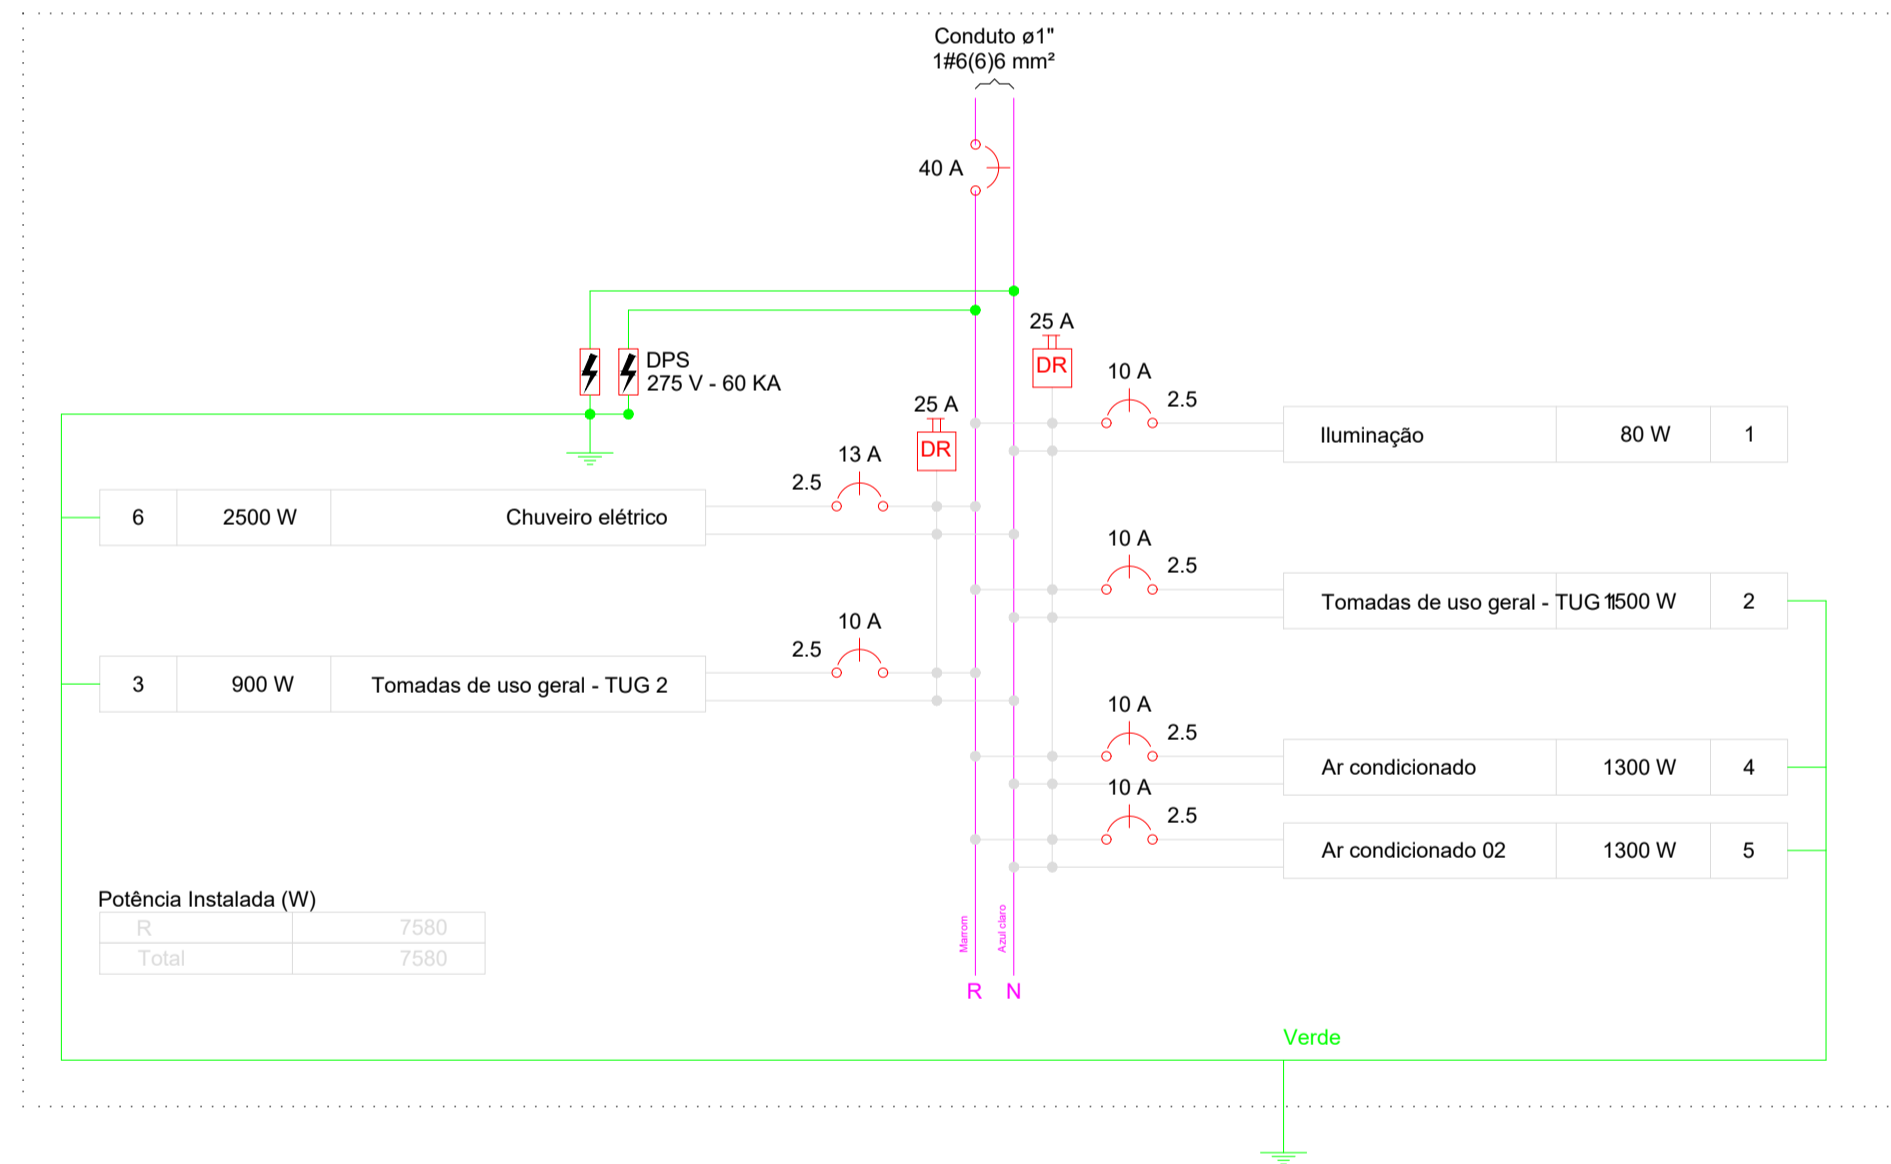 Conduto ø1"
1#6(6)6 mm²
40 A
DPS
275 V - 60 KA
25 A
DR
10 A
2.5
Iluminação 80 W 1
25 A
DR
13 A
2.5
6 2500 W Chuveiro elétrico
10 A
2.5
Tomadas de uso geral - TUG 1 1500 W 2
10 A
2.5
3 900 W Tomadas de uso geral - TUG 2
10 A
2.5
Ar condicionado 1300 W 4
10 A
2.5
Ar condicionado 02 1300 W 5
Potência Instalada (W)
R 7580
Total 7580
Marrom
Azul claro
R N
Verde